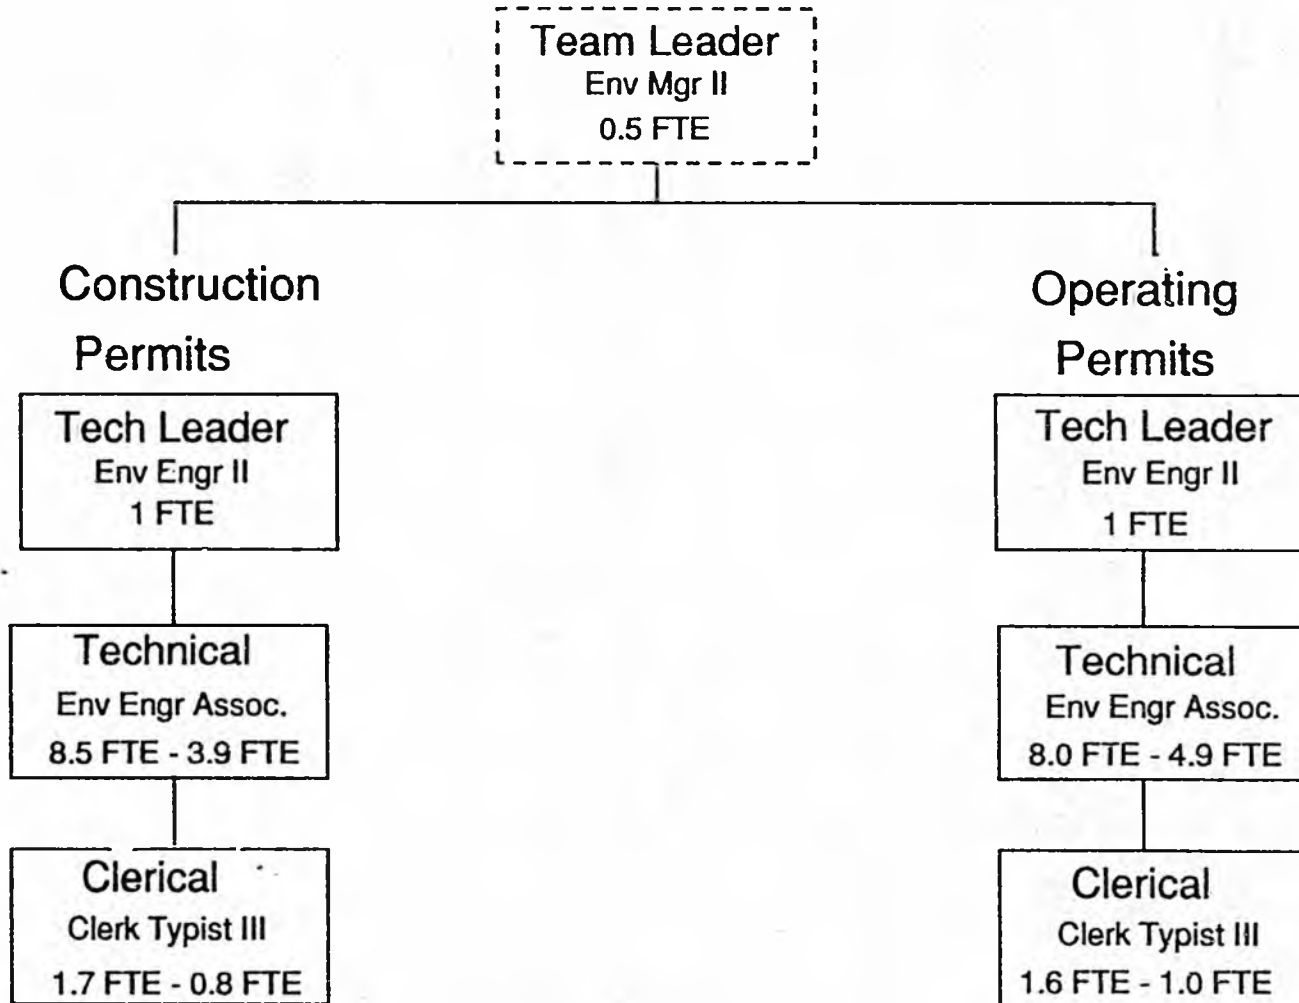 Team Leader
Env Mgr II
0.5 FTE
Construction
Permits
Tech Leader
Env Engr II
1 FTE
Technical
Env Engr Assoc.
8.5 FTE - 3.9 FTE
Clerical
Clerk Typist III
1.7 FTE - 0.8 FTE
Operating
Permits
Tech Leader
Env Engr II
1 FTE
Technical
Env Engr Assoc.
8.0 FTE - 4.9 FTE
Clerical
Clerk Typist III
1.6 FTE - 1.0 FTE